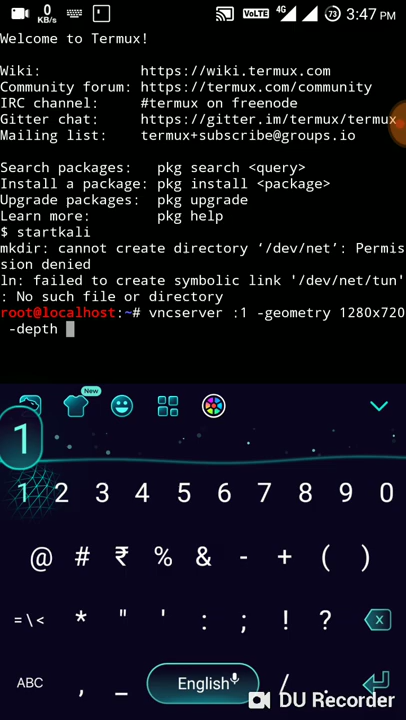 0
KB/s
VoLTE
4G
73
3:47 PM
Welcome to Termux!
Wiki: https://wiki.termux.com
Community forum: https://termux.com/community
IRC channel: #termux on freenode
Gitter chat: https://gitter.im/termux/termux
Mailing list: termux+subscribe@groups.io
Search packages: pkg search <query>
Install a package: pkg install <package>
Upgrade packages: pkg upgrade
Learn more: pkg help
$ startkali
mkdir: cannot create directory ‘/dev/net’: Permis
sion denied
ln: failed to create symbolic link '/dev/net/tun'
: No such file or directory
root@localhost:~# vncserver :1 -geometry 1280x720
-depth
New
1
1 2 3 4 5 6 7 8 9 0
@ # ₹ % & - + ( )
=\< * " ' : ; ! ?
ABC , _ English / .
DU Recorder